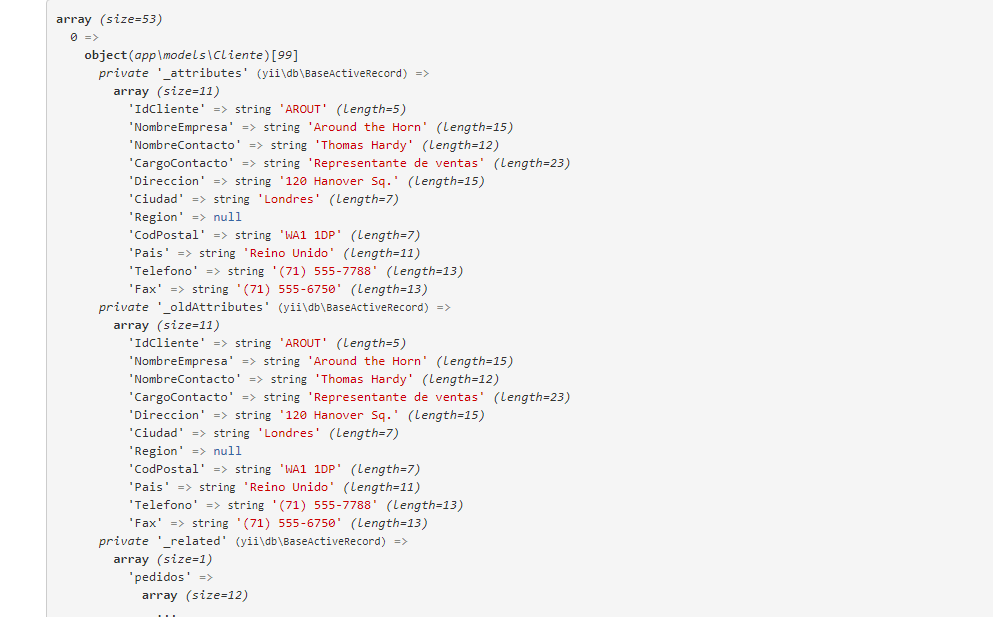 array (size=53)
0 =>
object(app\models\Cliente)[99]
private '_attributes' (yii\db\BaseActiveRecord) =>
array (size=11)
'IdCliente' => string 'AROUT' (length=5)
'NombreEmpresa' => string 'Around the Horn' (length=15)
'NombreContacto' => string 'Thomas Hardy' (length=12)
'CargoContacto' => string 'Representante de ventas' (length=23)
'Direccion' => string '120 Hanover Sq.' (length=15)
'Ciudad' => string 'Londres' (length=7)
'Region' => null
'CodPostal' => string 'WA1 1DP' (length=7)
'Pais' => string 'Reino Unido' (length=11)
'Telefono' => string '(71) 555-7788' (length=13)
'Fax' => string '(71) 555-6750' (length=13)
private '_oldAttributes' (yii\db\BaseActiveRecord) =>
array (size=11)
'IdCliente' => string 'AROUT' (length=5)
'NombreEmpresa' => string 'Around the Horn' (length=15)
'NombreContacto' => string 'Thomas Hardy' (length=12)
'CargoContacto' => string 'Representante de ventas' (length=23)
'Direccion' => string '120 Hanover Sq.' (length=15)
'Ciudad' => string 'Londres' (length=7)
'Region' => null
'CodPostal' => string 'WA1 1DP' (length=7)
'Pais' => string 'Reino Unido' (length=11)
'Telefono' => string '(71) 555-7788' (length=13)
'Fax' => string '(71) 555-6750' (length=13)
private '_related' (yii\db\BaseActiveRecord) =>
array (size=1)
'pedidos' =>
array (size=12)
...